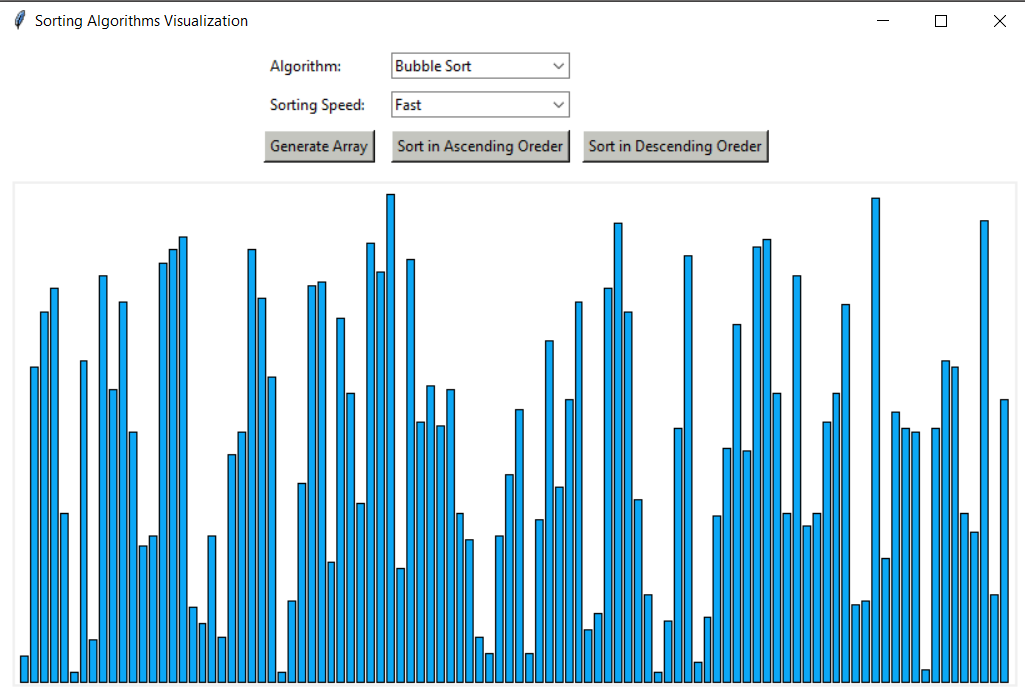 Sorting Algorithms Visualization
Algorithm: Bubble Sort
Sorting Speed: Fast
Generate Array Sort in Ascending Oreder Sort in Descending Oreder